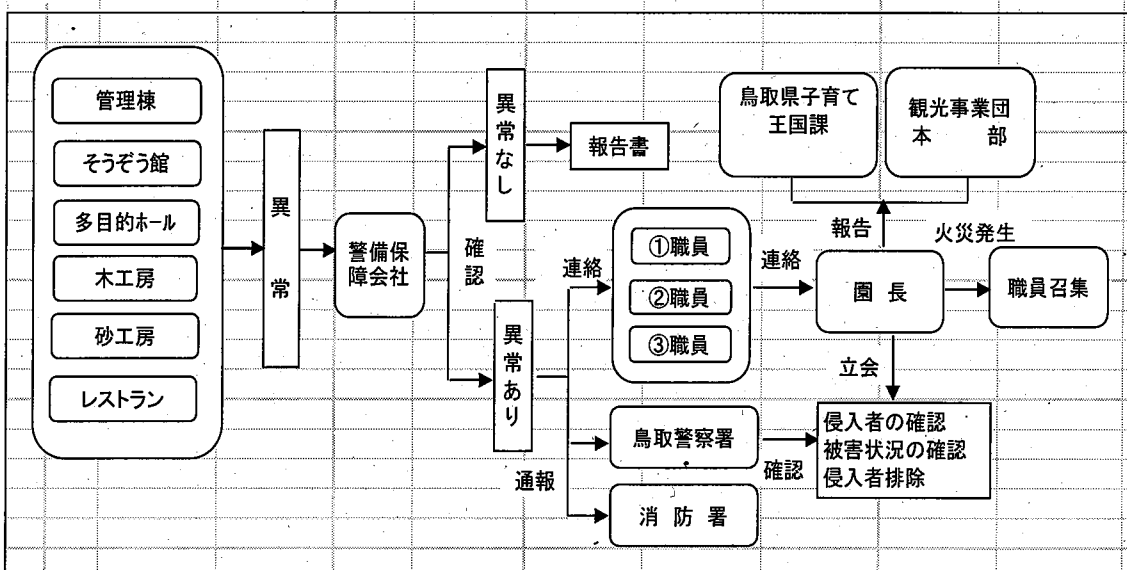 管理棟
そうぞう館
多目的ホール
木工房
砂工房
レストラン
異
常
警備保
障会社
確
認
異
常
な
し
報告書
異
常
あ
り
連絡
①職員
②職員
③職員
連絡
通報
鳥取警察署
消 防 署
鳥取県子育て
王国課
観光事業団
本　　部
報告
火災発生
園 長
職員召集
立会
確認
侵入者の確認
被害状況の確認
侵入者排除